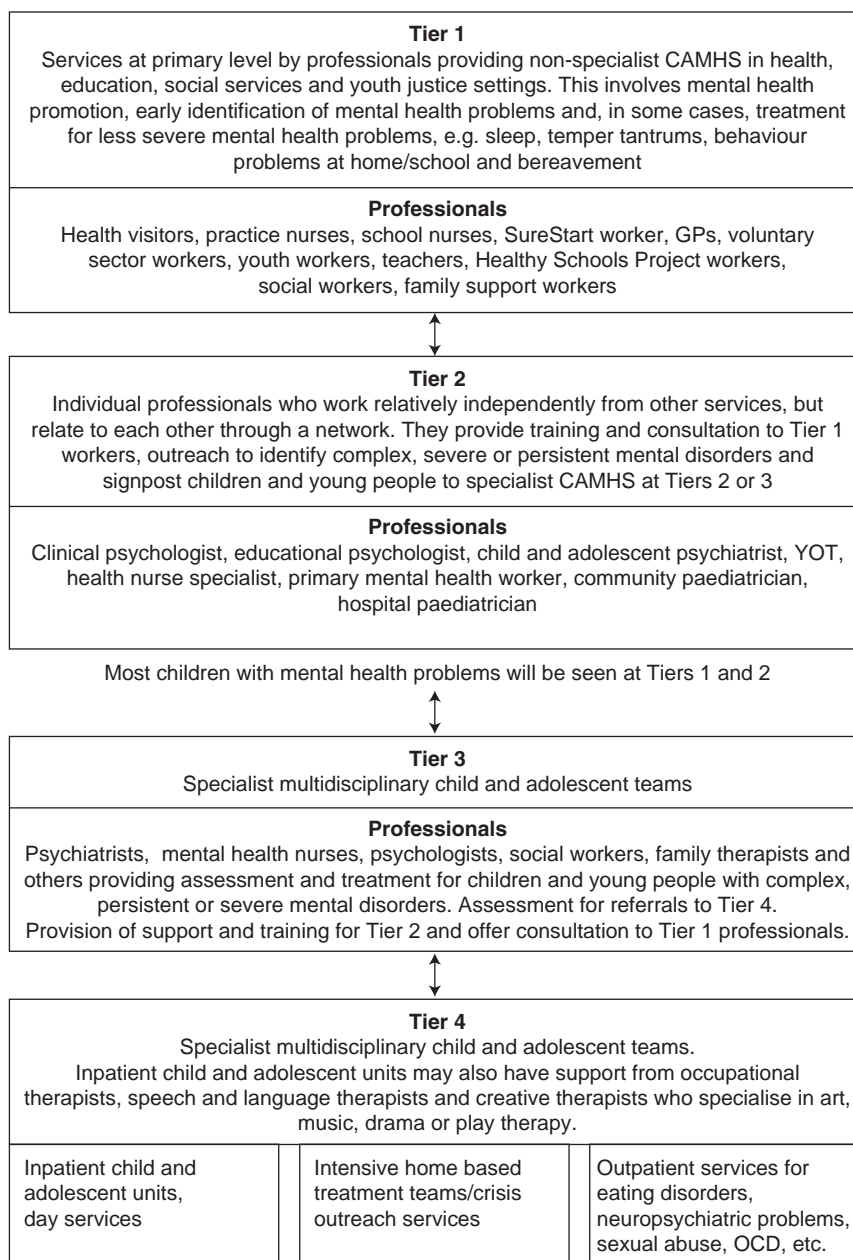 Tier 1
Services at primary level by professionals providing non-specialist CAMHS in health,
education, social services and youth justice settings. This involves mental health
promotion, early identification of mental health problems and, in some cases, treatment
for less severe mental health problems, e.g. sleep, temper tantrums, behaviour
problems at home/school and bereavement
Professionals
Health visitors, practice nurses, school nurses, SureStart worker, GPs, voluntary
sector workers, youth workers, teachers, Healthy Schools Project workers,
social workers, family support workers
Tier 2
Individual professionals who work relatively independently from other services, but
relate to each other through a network. They provide training and consultation to Tier 1
workers, outreach to identify complex, severe or persistent mental disorders and
signpost children and young people to specialist CAMHS at Tiers 2 or 3
Professionals
Clinical psychologist, educational psychologist, child and adolescent psychiatrist, YOT,
health nurse specialist, primary mental health worker, community paediatrician,
hospital paediatrician
Most children with mental health problems will be seen at Tiers 1 and 2
Tier 3
Specialist multidisciplinary child and adolescent teams
Professionals
Psychiatrists, mental health nurses, psychologists, social workers, family therapists and
others providing assessment and treatment for children and young people with complex,
persistent or severe mental disorders. Assessment for referrals to Tier 4.
Provision of support and training for Tier 2 and offer consultation to Tier 1 professionals.
Tier 4
Specialist multidisciplinary child and adolescent teams.
Inpatient child and adolescent units may also have support from occupational
therapists, speech and language therapists and creative therapists who specialise in art,
music, drama or play therapy.
Inpatient child and
adolescent units,
day services
Intensive home based
treatment teams/crisis
outreach services
Outpatient services for
eating disorders,
neuropsychiatric problems,
sexual abuse, OCD, etc.